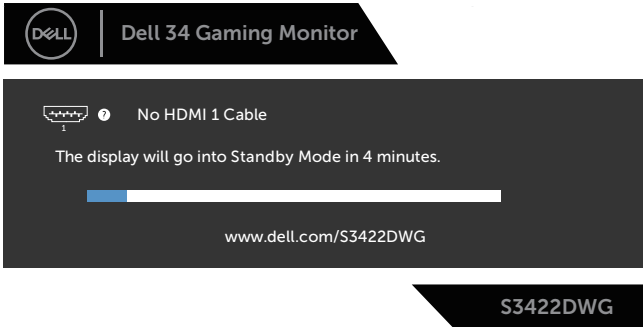 DELL
Dell 34 Gaming Monitor
? No HDMI 1 Cable
1
The display will go into Standby Mode in 4 minutes.
www.dell.com/S3422DWG
S3422DWG